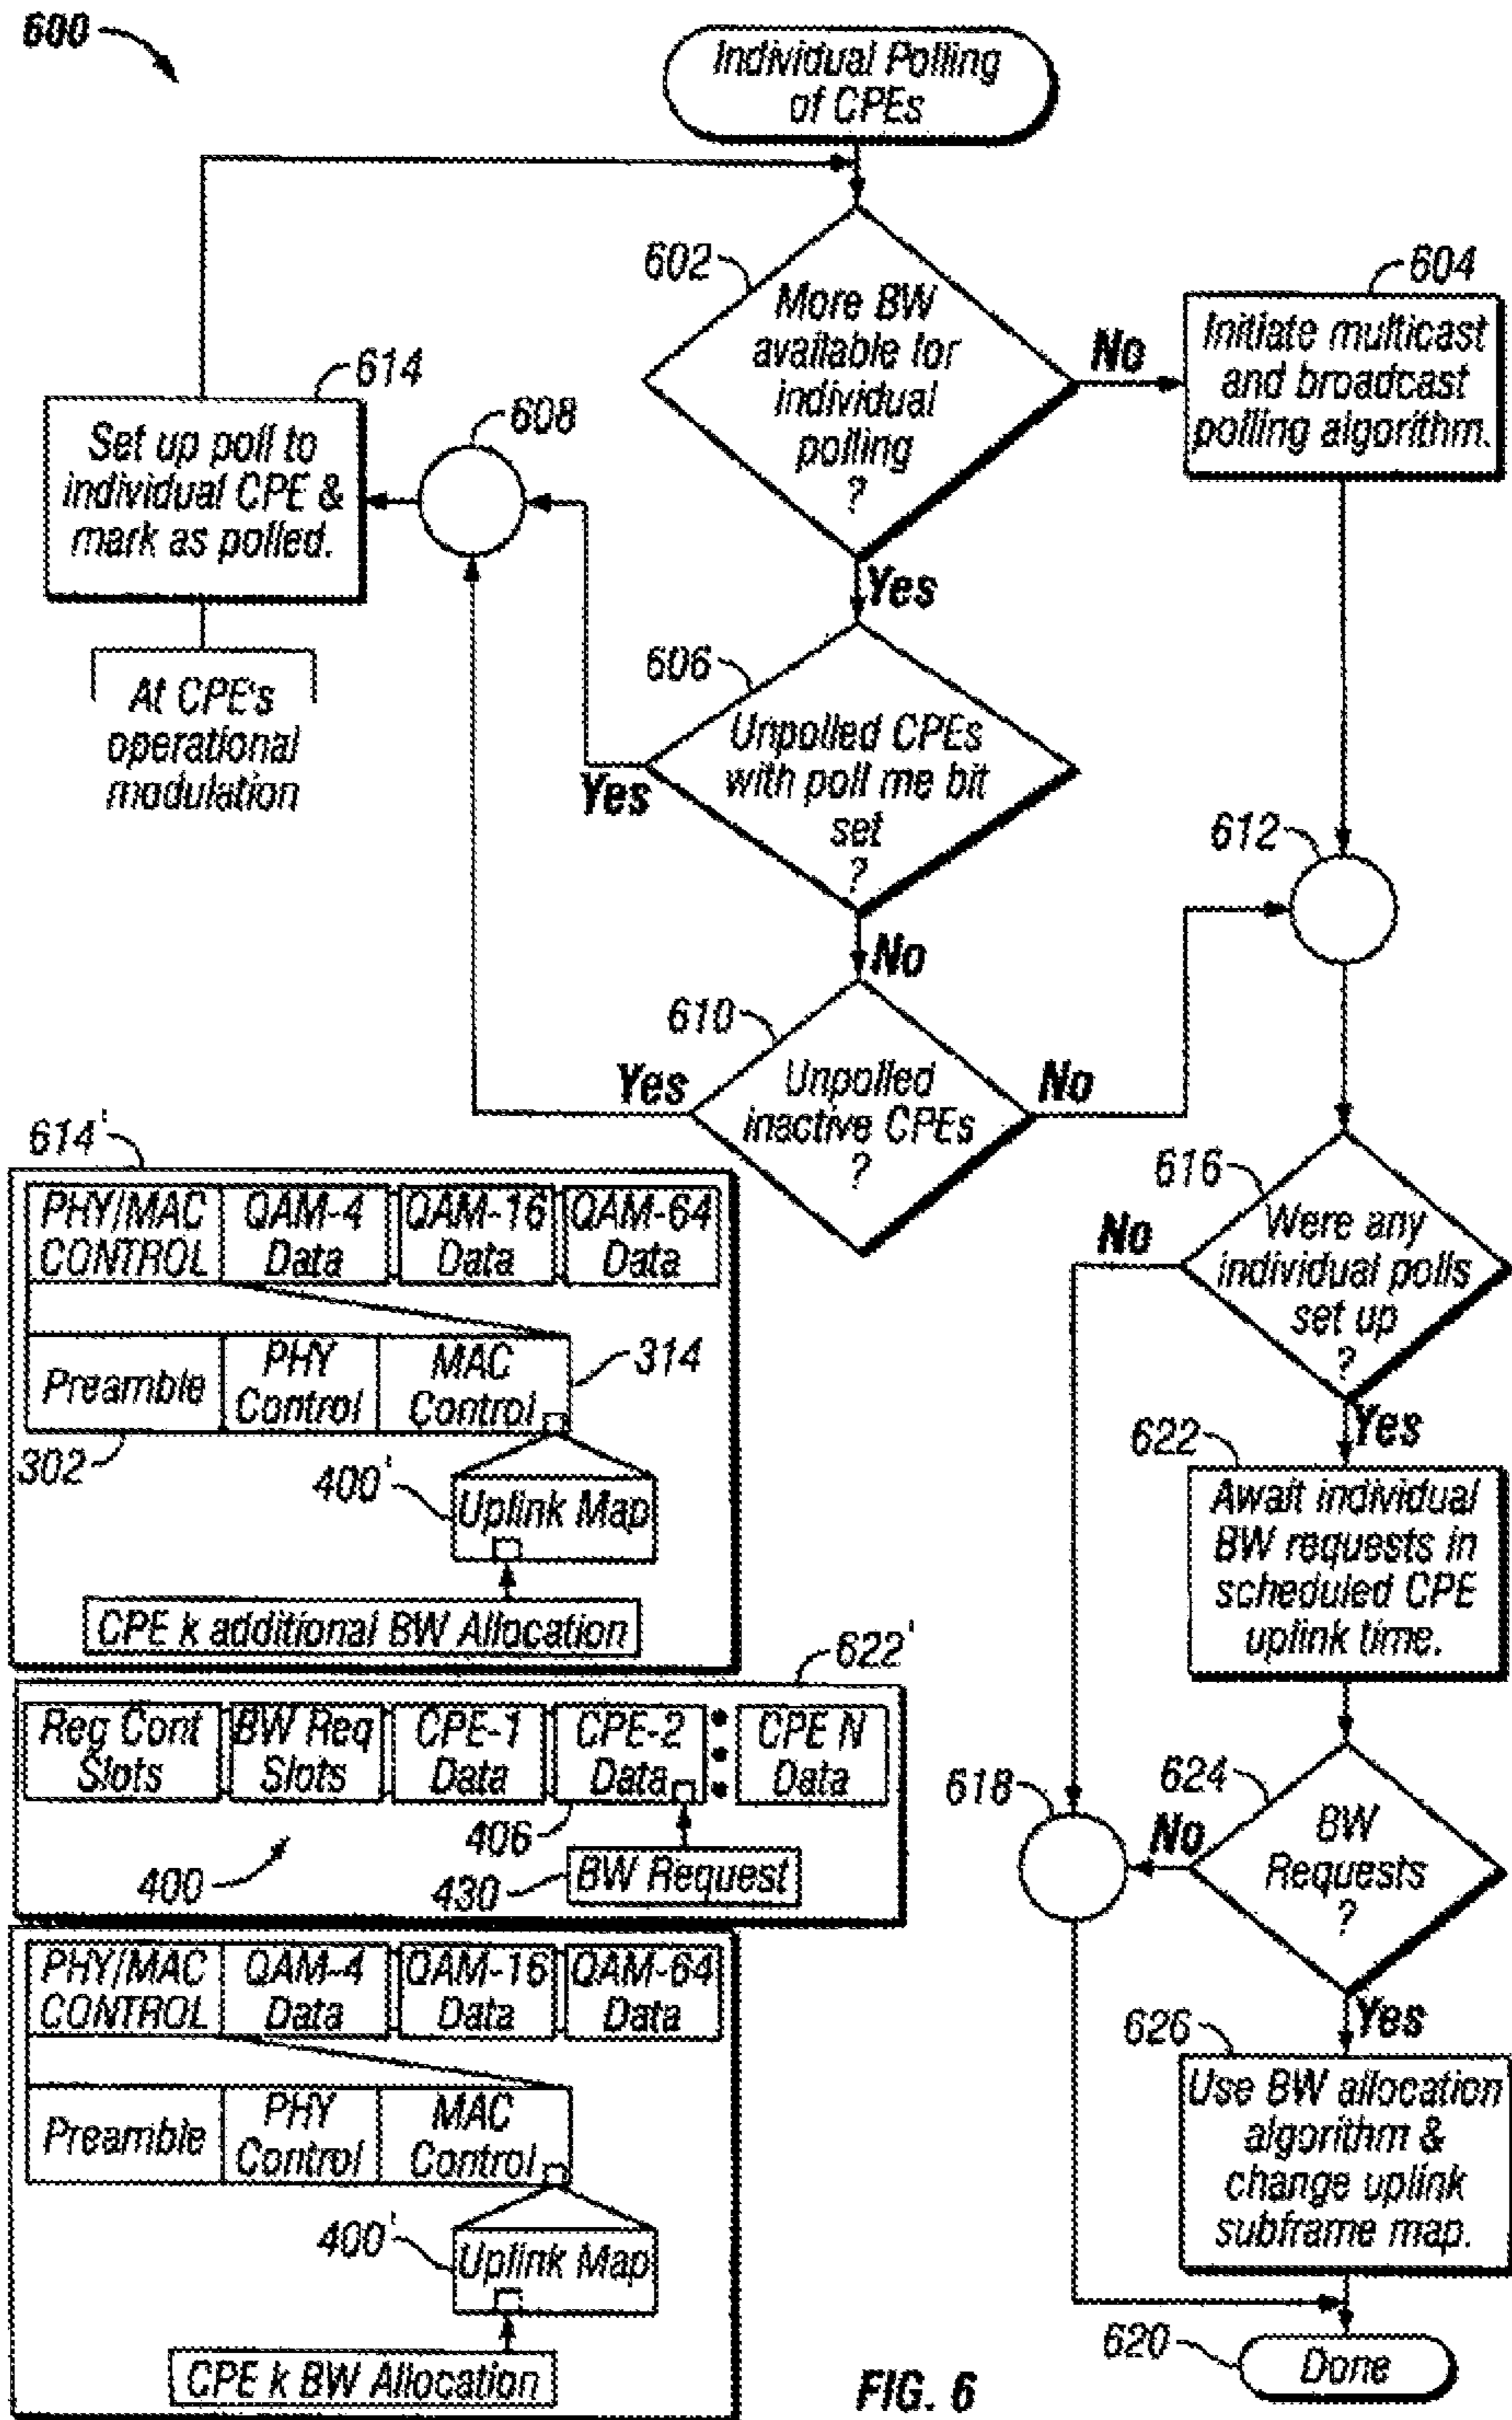 600
Individual Polling
of CPEs
602
More BW
available for
individual
polling
?
No
604
Initiate multicast
and broadcast
polling algorithm.
614
Set up poll to
individual CPE &
mark as polled.
608
Yes
At CPE's
operational
modulation
606
Unpolled CPEs
with poll me bit
set
?
Yes
612
No
610
Unpolled
inactive CPEs
?
Yes
No
616
Were any
individual polls
set up
?
No
Yes
622
Await individual
BW requests in
scheduled CPE
uplink time.
618
624
BW
Requests
?
No
Yes
626
Use BW allocation
algorithm &
change uplink
subframe map.
620
Done
614'
PHY/MAC
CONTROL
QAM-4
Data
QAM-16
Data
QAM-64
Data
Preamble
PHY
Control
MAC
Control
314
302
400'
Uplink Map
CPE k additional BW Allocation
622'
Reg Cont
Slots
BW Req
Slots
CPE-1
Data
CPE-2
Data
CPE N
Data
406
400
430
BW Request
PHY/MAC
CONTROL
QAM-4
Data
QAM-16
Data
QAM-64
Data
Preamble
PHY
Control
MAC
Control
400'
Uplink Map
CPE k BW Allocation
FIG. 6